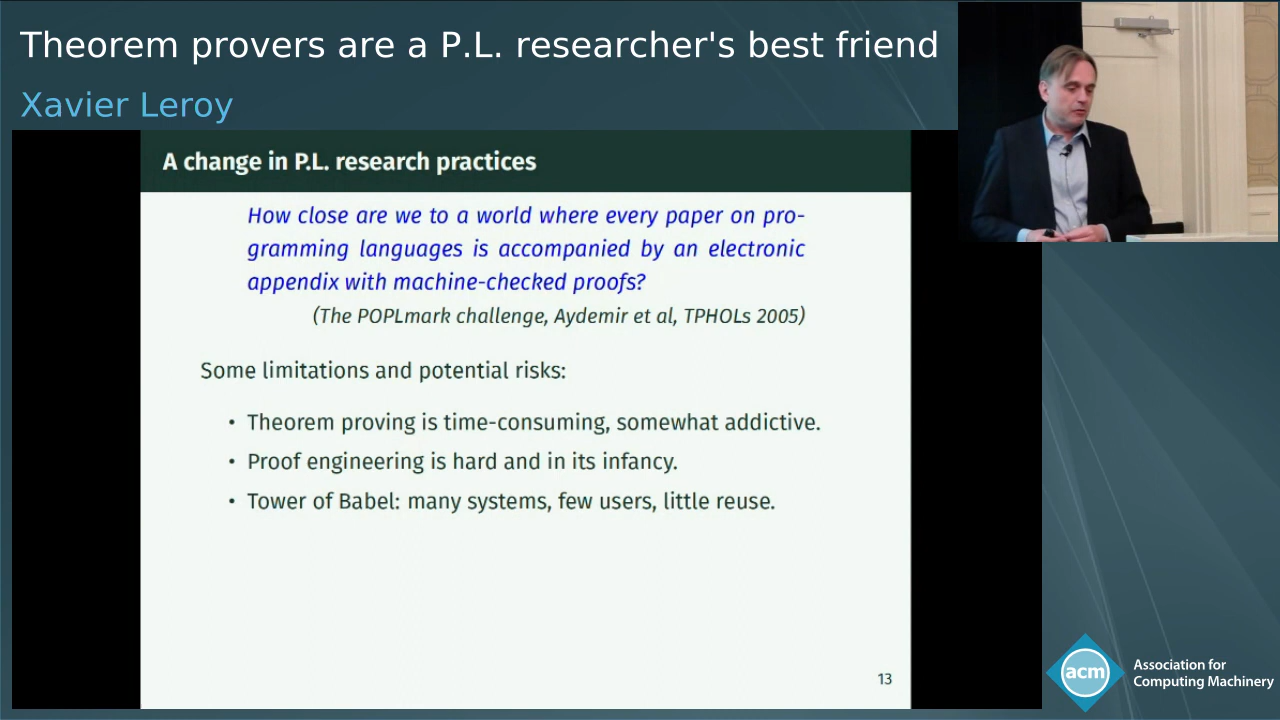 Theorem provers are a P.L. researcher's best friend
Xavier Leroy
A change in P.L. research practices
How close are we to a world where every paper on pro-
gramming languages is accompanied by an electronic
appendix with machine-checked proofs?
(The POPLmark challenge, Aydemir et al, TPHOLs 2005)
Some limitations and potential risks:
• Theorem proving is time-consuming, somewhat addictive.
• Proof engineering is hard and in its infancy.
• Tower of Babel: many systems, few users, little reuse.
13
acm
Association for
Computing Machinery